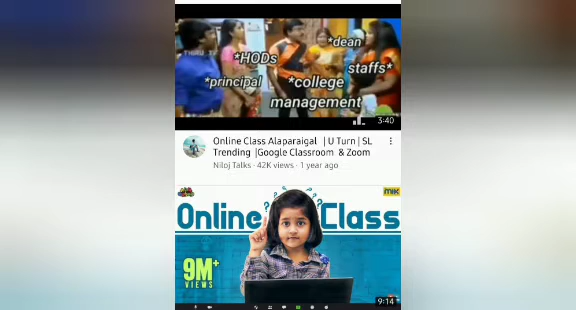 *HODs
*dean
*principal
staffs*
*college
management
3:40
Online Class Alaparaigal | U Turn | SL
Trending |Google Classroom & Zoom
Niloj Talks · 42K views · 1 year ago
Online Class
MiK
9M+
VIEWS
9:14